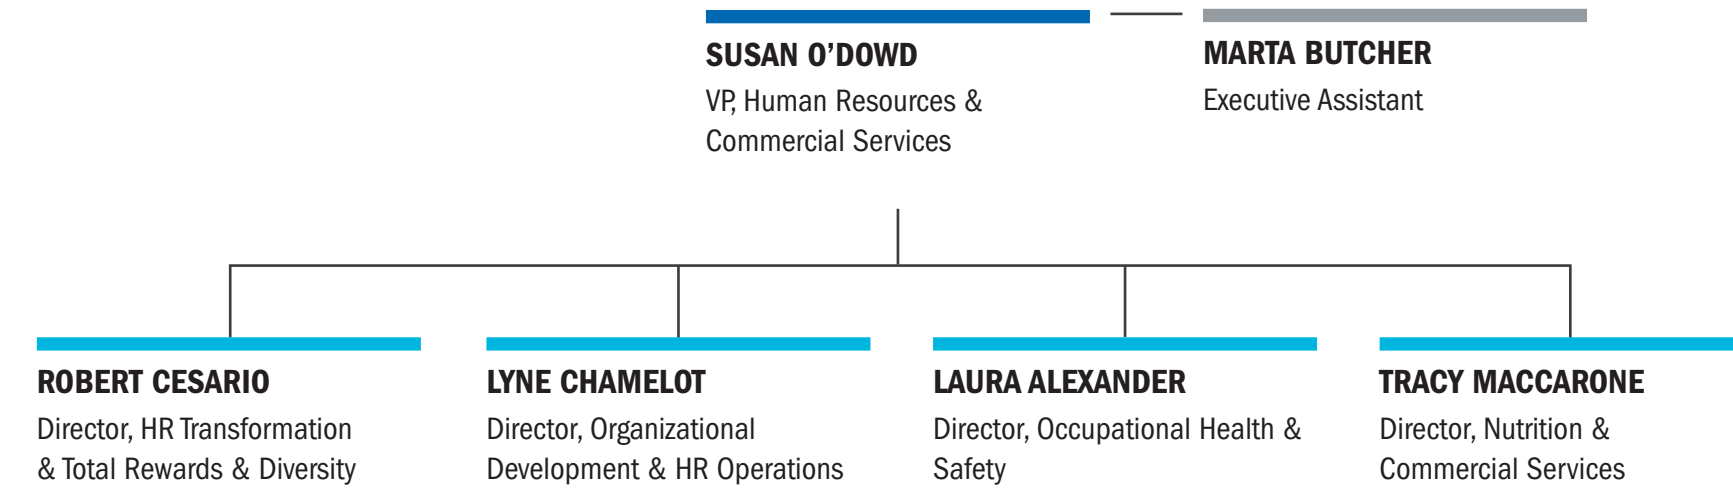 SUSAN O’DOWD
VP, Human Resources &
Commercial Services
MARTA BUTCHER
Executive Assistant
ROBERT CESARIO
Director, HR Transformation
& Total Rewards & Diversity
LYNE CHAMELOT
Director, Organizational
Development & HR Operations
LAURA ALEXANDER
Director, Occupational Health &
Safety
TRACY MACCARONE
Director, Nutrition &
Commercial Services